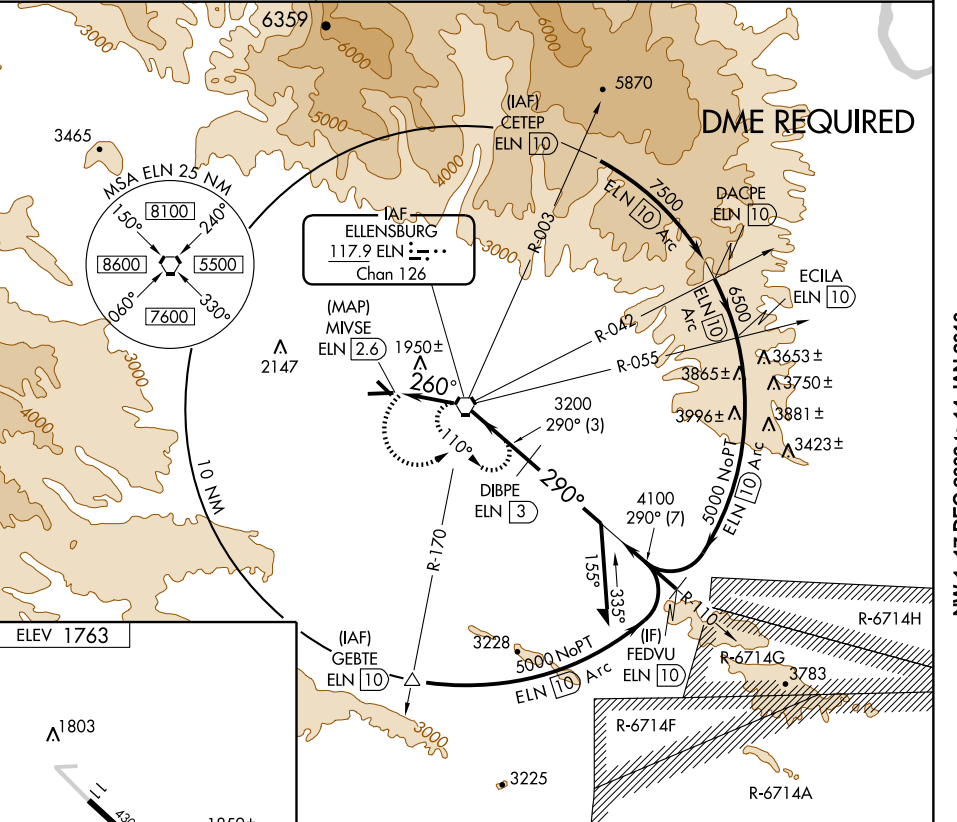 6359
3000
6000
5870
(IAF)
CETEP
ELN 10
DME REQUIRED
3465
5000
4000
MSA ELN 25 NM
150°
8100
240°
8600
5500
060°
7600
330°
IAF
ELLENSBURG
117.9 ELN
Chan 126
3000
R-003
7500
ELN 10 Arc
DACPE
ELN 10
ECILA
ELN 10
6500
ELN 10
Arc
R-042
R-055
(MAP)
MIVSE
ELN 2.6
1950±
2147
260°
3000
4000
3653±
3865±
3750±
3996±
3881±
3423±
3200
290° (3)
110°
DIBPE
ELN 3
290°
4100
290° (7)
5000 NoPT
ELN 10 Arc
10 NM
R-170
155°
335°
R-110
R-6714H
ELEV 1763
(IAF)
GEBTE
ELN 10
3228
5000 NoPT
ELN 10 Arc
(IF)
FEDVU
ELN 10
R-6714G
3783
3000
R-6714F
1803
3225
R-6714A
430